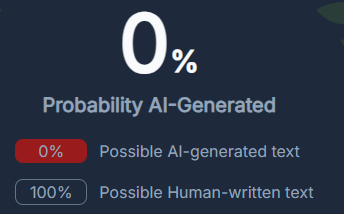 0%
Probability AI-Generated
0% Possible AI-generated text
100% Possible Human-written text